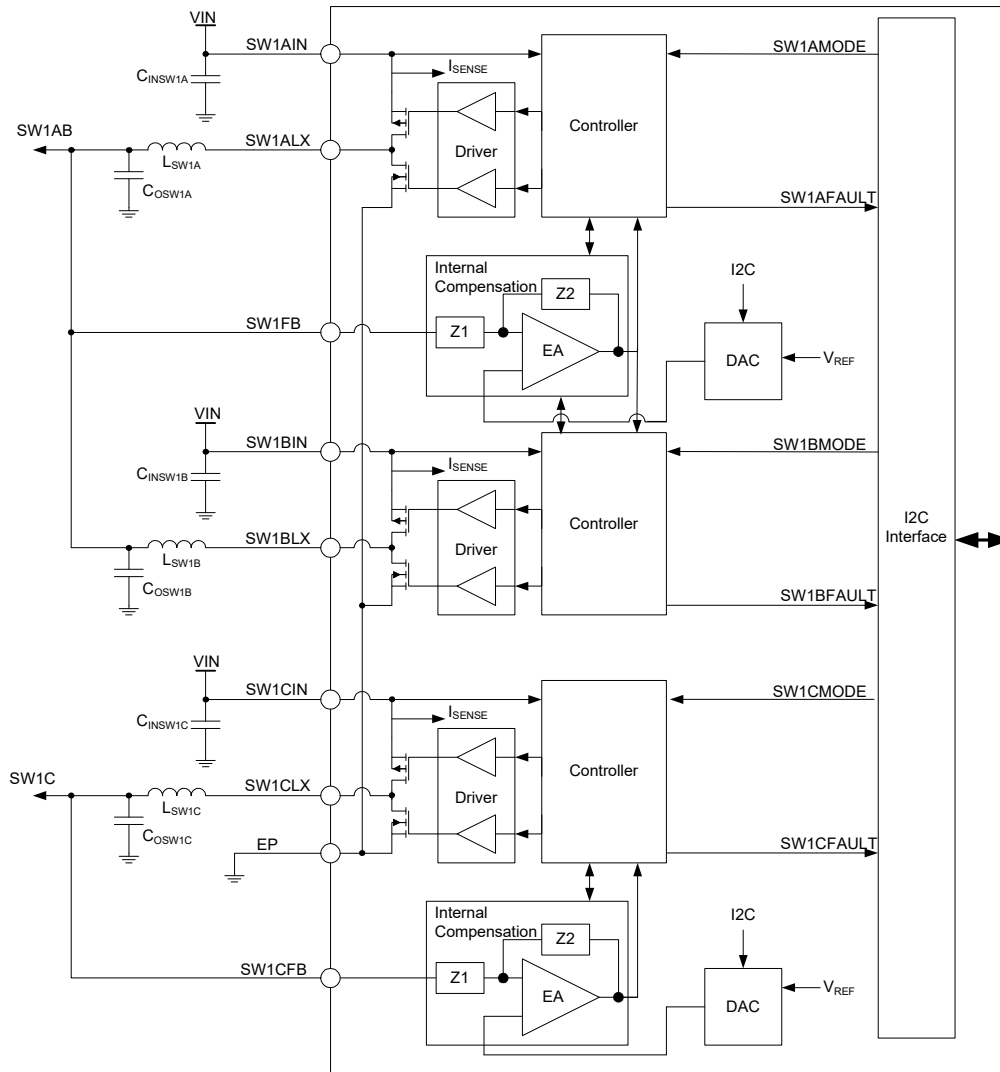 VIN
SW1AIN
SW1AMODE
CINSW1A
ISENSE
Controller
SW1AB
SW1ALX
Driver
LSW1A
COSW1A
SW1AFAULT
Internal
Compensation
I2C
Z2
SW1FB
Z1
EA
DAC
VREF
VIN
SW1BIN
SW1BMODE
CINSW1B
ISENSE
Controller
I2C
Interface
SW1BLX
Driver
LSW1B
COSW1B
SW1BFAULT
VIN
SW1CIN
SW1CMODE
CINSW1C
ISENSE
Controller
SW1C
SW1CLX
Driver
LSW1C
COSW1C
EP
SW1CFAULT
Internal
Compensation
I2C
Z2
SW1CFB
Z1
EA
DAC
VREF